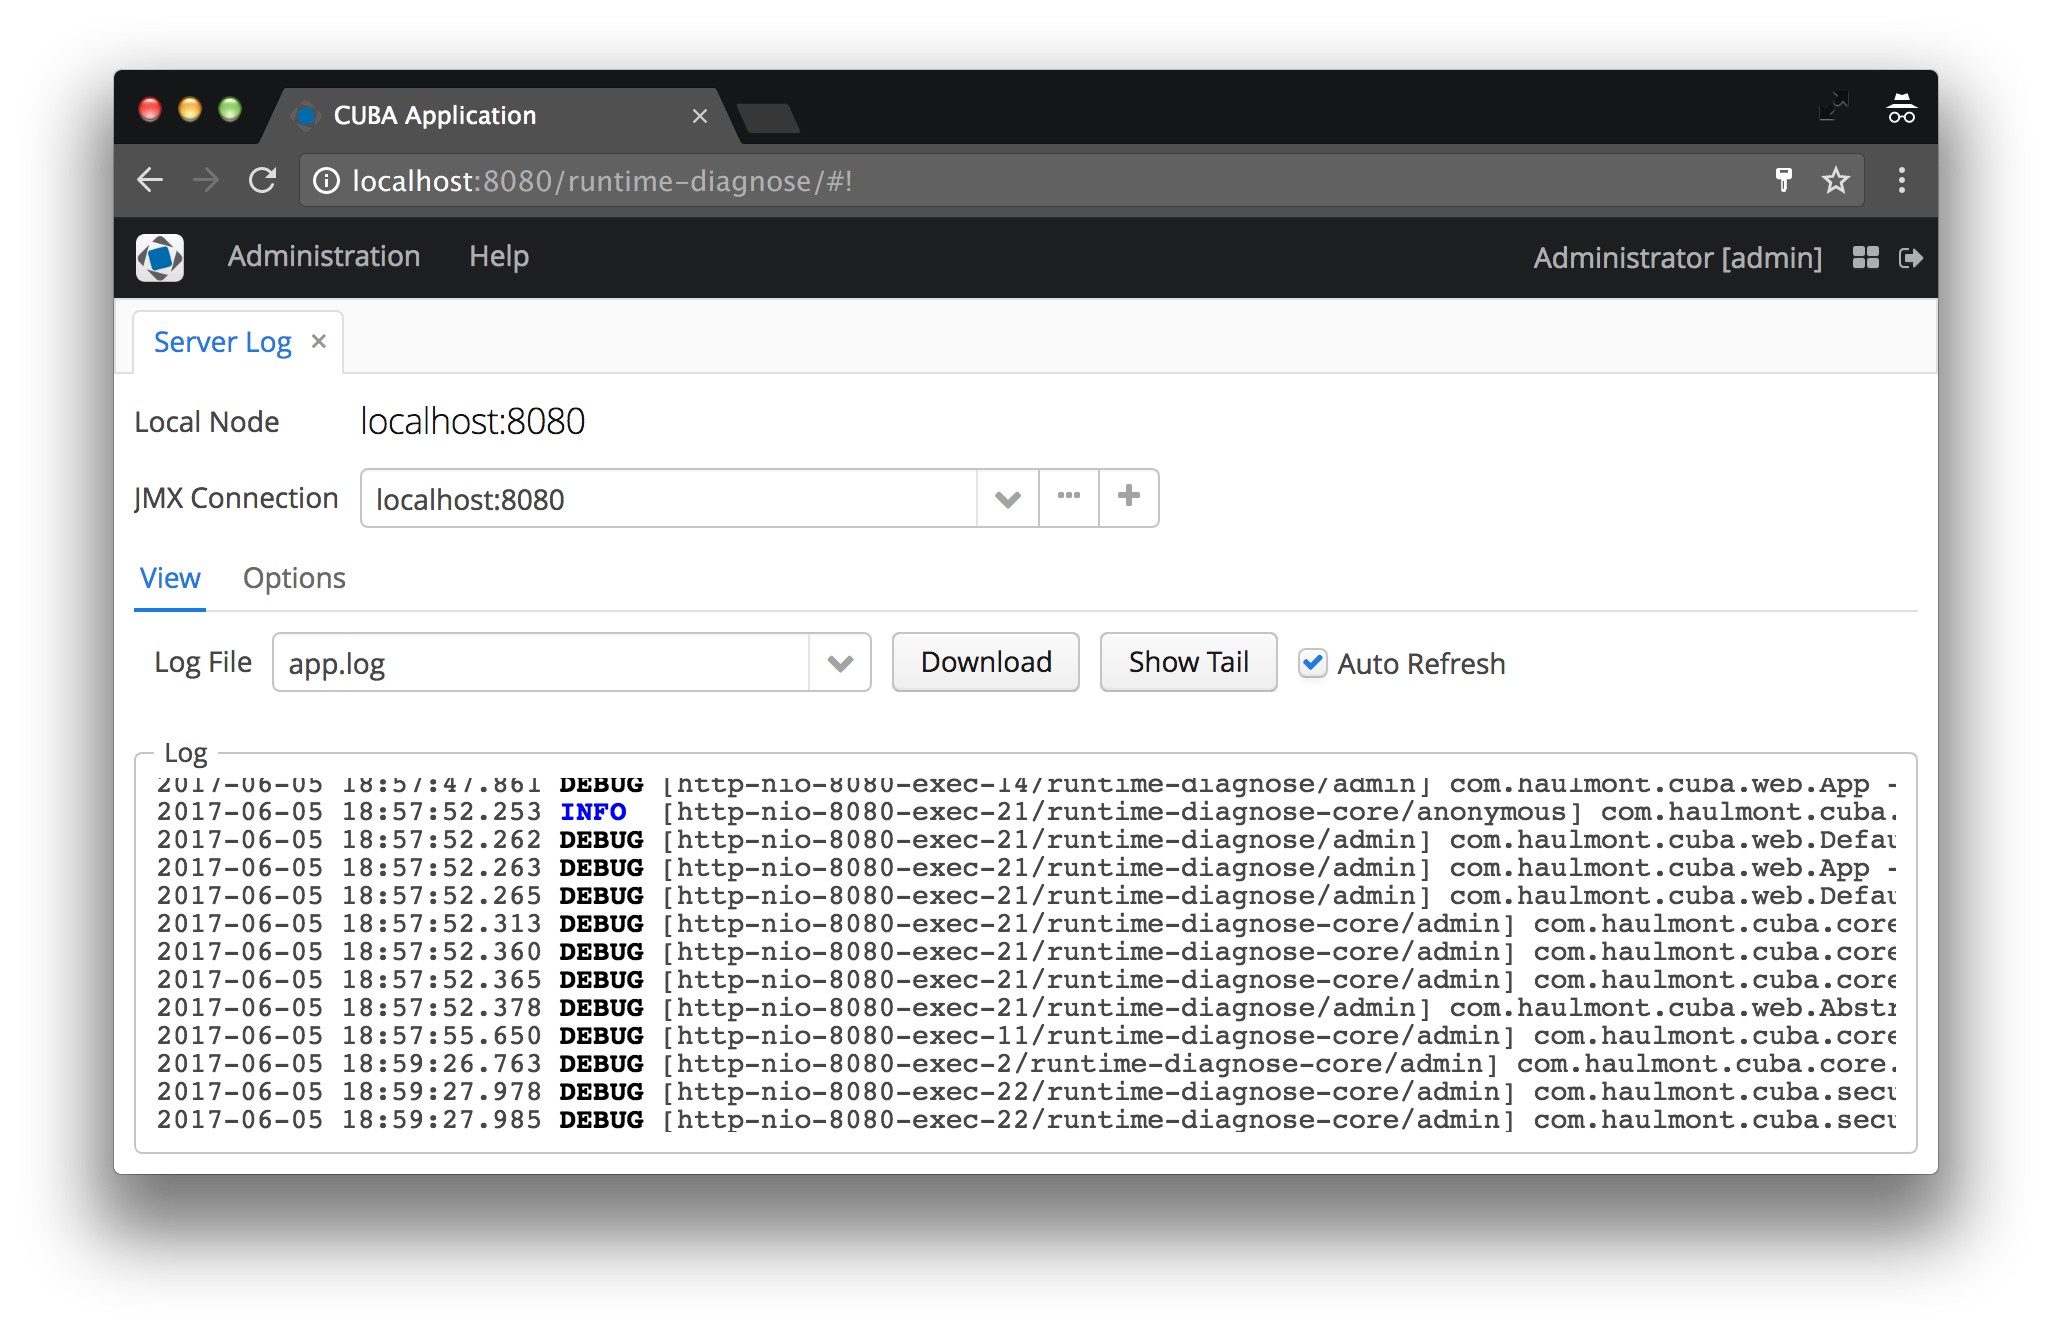 CUBA Application
localhost:8080/runtime-diagnose/#!
Administration Help Administrator [admin]
Server Log
Local Node localhost:8080
JMX Connection localhost:8080
View Options
Log File app.log Download Show Tail Auto Refresh
Log
2017-06-05 18:57:47.861 DEBUG [http-nio-8080-exec-14/runtime-diagnose/admin] com.haulmont.cuba.web.App -
2017-06-05 18:57:52.253 INFO [http-nio-8080-exec-21/runtime-diagnose-core/anonymous] com.haulmont.cuba.
2017-06-05 18:57:52.262 DEBUG [http-nio-8080-exec-21/runtime-diagnose/admin] com.haulmont.cuba.web.Defau
2017-06-05 18:57:52.263 DEBUG [http-nio-8080-exec-21/runtime-diagnose/admin] com.haulmont.cuba.web.App -
2017-06-05 18:57:52.265 DEBUG [http-nio-8080-exec-21/runtime-diagnose/admin] com.haulmont.cuba.web.Defau
2017-06-05 18:57:52.313 DEBUG [http-nio-8080-exec-21/runtime-diagnose-core/admin] com.haulmont.cuba.core
2017-06-05 18:57:52.360 DEBUG [http-nio-8080-exec-21/runtime-diagnose-core/admin] com.haulmont.cuba.core
2017-06-05 18:57:52.365 DEBUG [http-nio-8080-exec-21/runtime-diagnose-core/admin] com.haulmont.cuba.core
2017-06-05 18:57:52.378 DEBUG [http-nio-8080-exec-21/runtime-diagnose/admin] com.haulmont.cuba.web.Abstr
2017-06-05 18:57:55.650 DEBUG [http-nio-8080-exec-11/runtime-diagnose-core/admin] com.haulmont.cuba.core
2017-06-05 18:59:26.763 DEBUG [http-nio-8080-exec-2/runtime-diagnose-core/admin] com.haulmont.cuba.core.
2017-06-05 18:59:27.978 DEBUG [http-nio-8080-exec-22/runtime-diagnose-core/admin] com.haulmont.cuba.secu
2017-06-05 18:59:27.985 DEBUG [http-nio-8080-exec-22/runtime-diagnose-core/admin] com.haulmont.cuba.secu